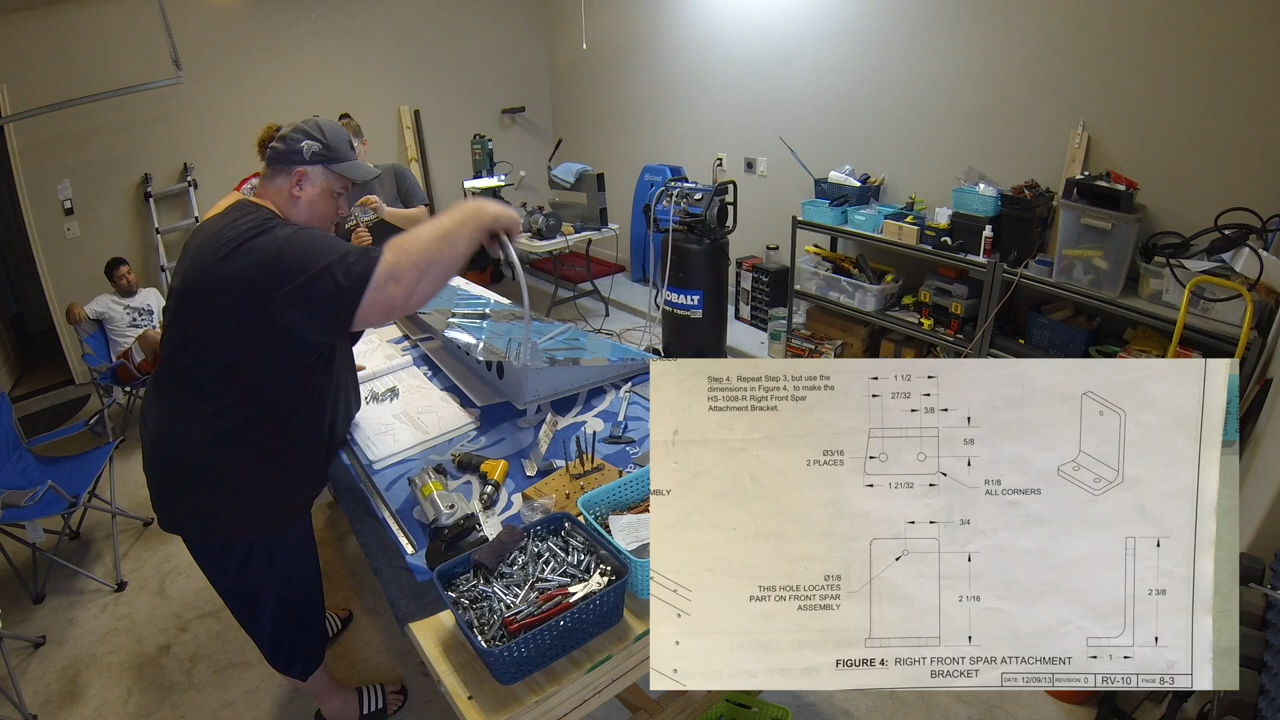 KOBALT
Step 4: Repeat Step 3, but use the
dimensions in Figure 4, to make the
HS-1008-R Right Front Spar
Attachment Bracket.
1 1/2
27/32
3/8
5/8
Ø3/16
2 PLACES
1 21/32
R1/8
ALL CORNERS
MBLY
3/4
Ø1/8
THIS HOLE LOCATES
PART ON FRONT SPAR
ASSEMBLY
2 1/16
2 3/8
1
FIGURE 4: RIGHT FRONT SPAR ATTACHMENT
BRACKET
DATE: 12/09/13 REVISION: 0 RV-10 PAGE 8-3